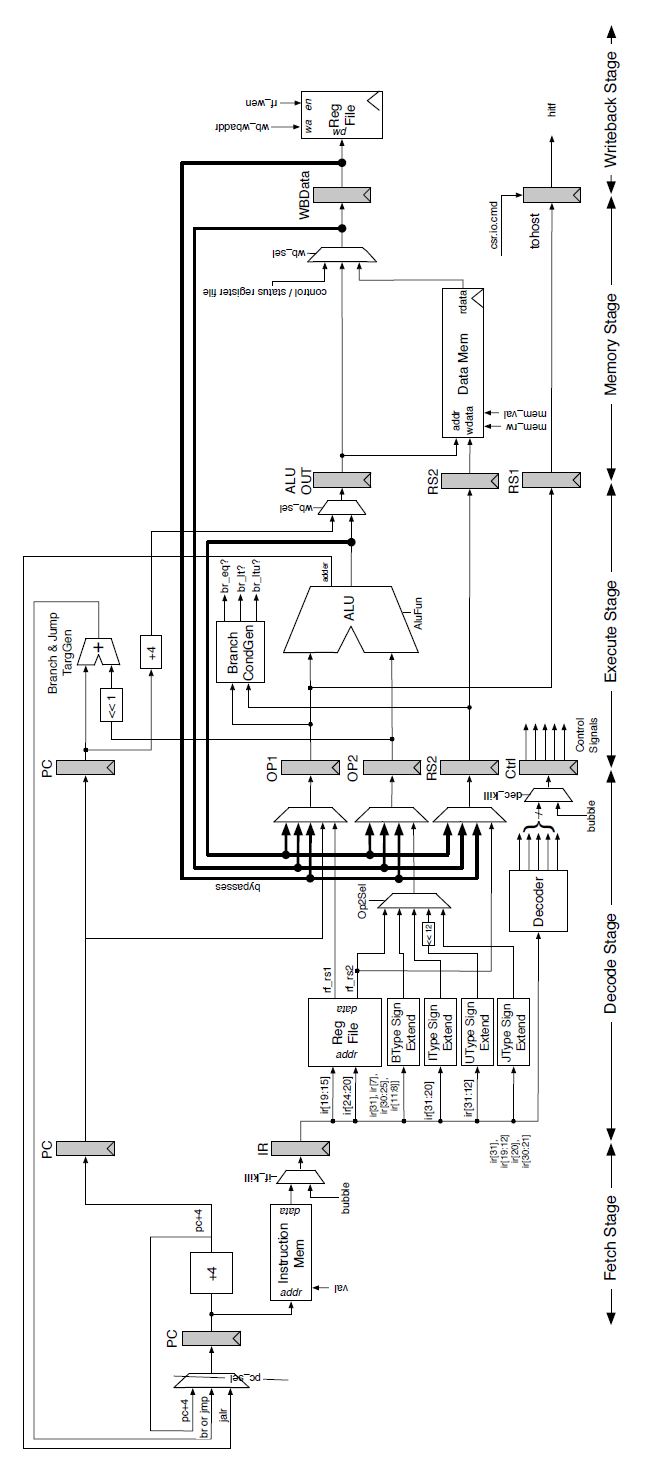 hitf
rf_wen
wb_wbaddr
wa
en
Reg
File
wd
WBData
csr.io.cmd
tohost
Writeback Stage
wb_sel
control / status register file
rdata
Data Mem
addr
wdata
mem_val
mem_rw
Memory Stage
ALU
OUT
RS2
RS1
wb_sel
adder
ALU
AluFun
br_eq?
br_lt?
br_ltu?
Branch
CondGen
Branch & Jump
TargGen
+
+4
<< 1
Execute Stage
PC
OP1
OP2
RS2
Ctrl
Control
Signals
dec_kill
bubble
bypasses
Op2Sel
<< 12
Decoder
rf_rs1
rf_rs2
Reg
File
data
addr
BType Sign
Extend
IType Sign
Extend
UType Sign
Extend
JType Sign
Extend
ir[19:15]
ir[24:20]
ir[31], ir[7],
ir[30:25],
ir[11:8]]
ir[31:20]
ir[31:12]
ir[31],
ir[19:12]
ir[20],
ir[30:21]
Decode Stage
PC
IR
if_kill
bubble
pc+4
+4
Instruction
Mem
data
addr
val
PC
pc_sel
pc+4
br or jmp
jalr
Fetch Stage